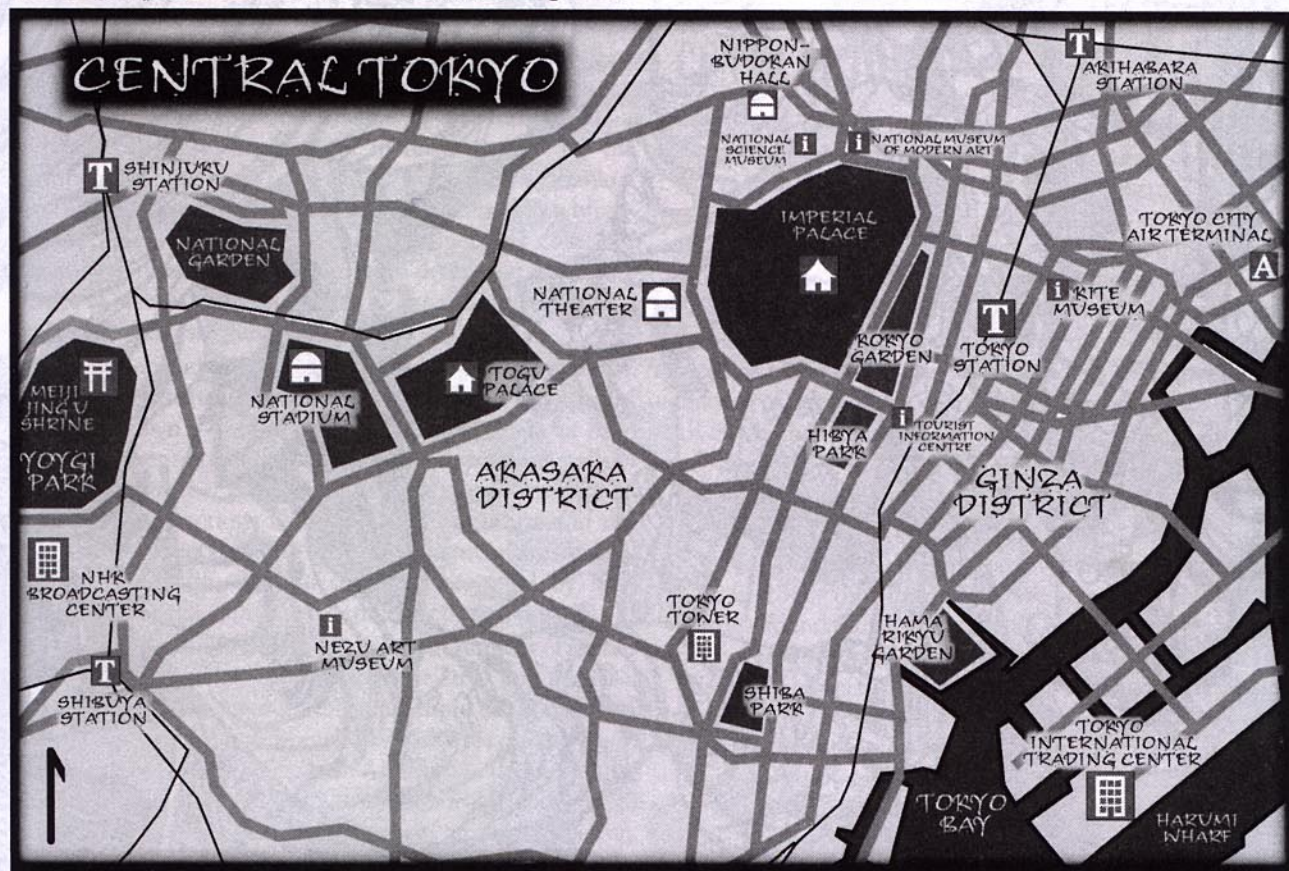 CENTRAL TOKYO
NIPPON-
BUDOKAN
HALL
T
AKIHABARA
STATION
NATIONAL
SCIENCE
MUSEUM
i
i
NATIONAL MUSEUM
OF MODERN ART
T
SHINJUKU
STATION
NATIONAL
GARDEN
IMPERIAL
PALACE
TOKYO CITY
AIR TERMINAL
A
NATIONAL
THEATER
i
KITE
MUSEUM
T
TOKYO
STATION
KOKYO
GARDEN
MEIJI
JINGU
SHRINE
YOYGI
PARK
NATIONAL
STADIUM
TOGU
PALACE
HIBYA
PARK
i
TOURIST
INFORMATION
CENTRE
AKASAKA
DISTRICT
GINZA
DISTRICT
NHK
BROADCASTING
CENTER
i
NEZU ART
MUSEUM
TOKYO
TOWER
HAMA
RIKYU
GARDEN
T
SHIBUYA
STATION
SHIBA
PARK
TOKYO
INTERNATIONAL
TRADING CENTER
TOKYO
BAY
HARUMI
WHARF